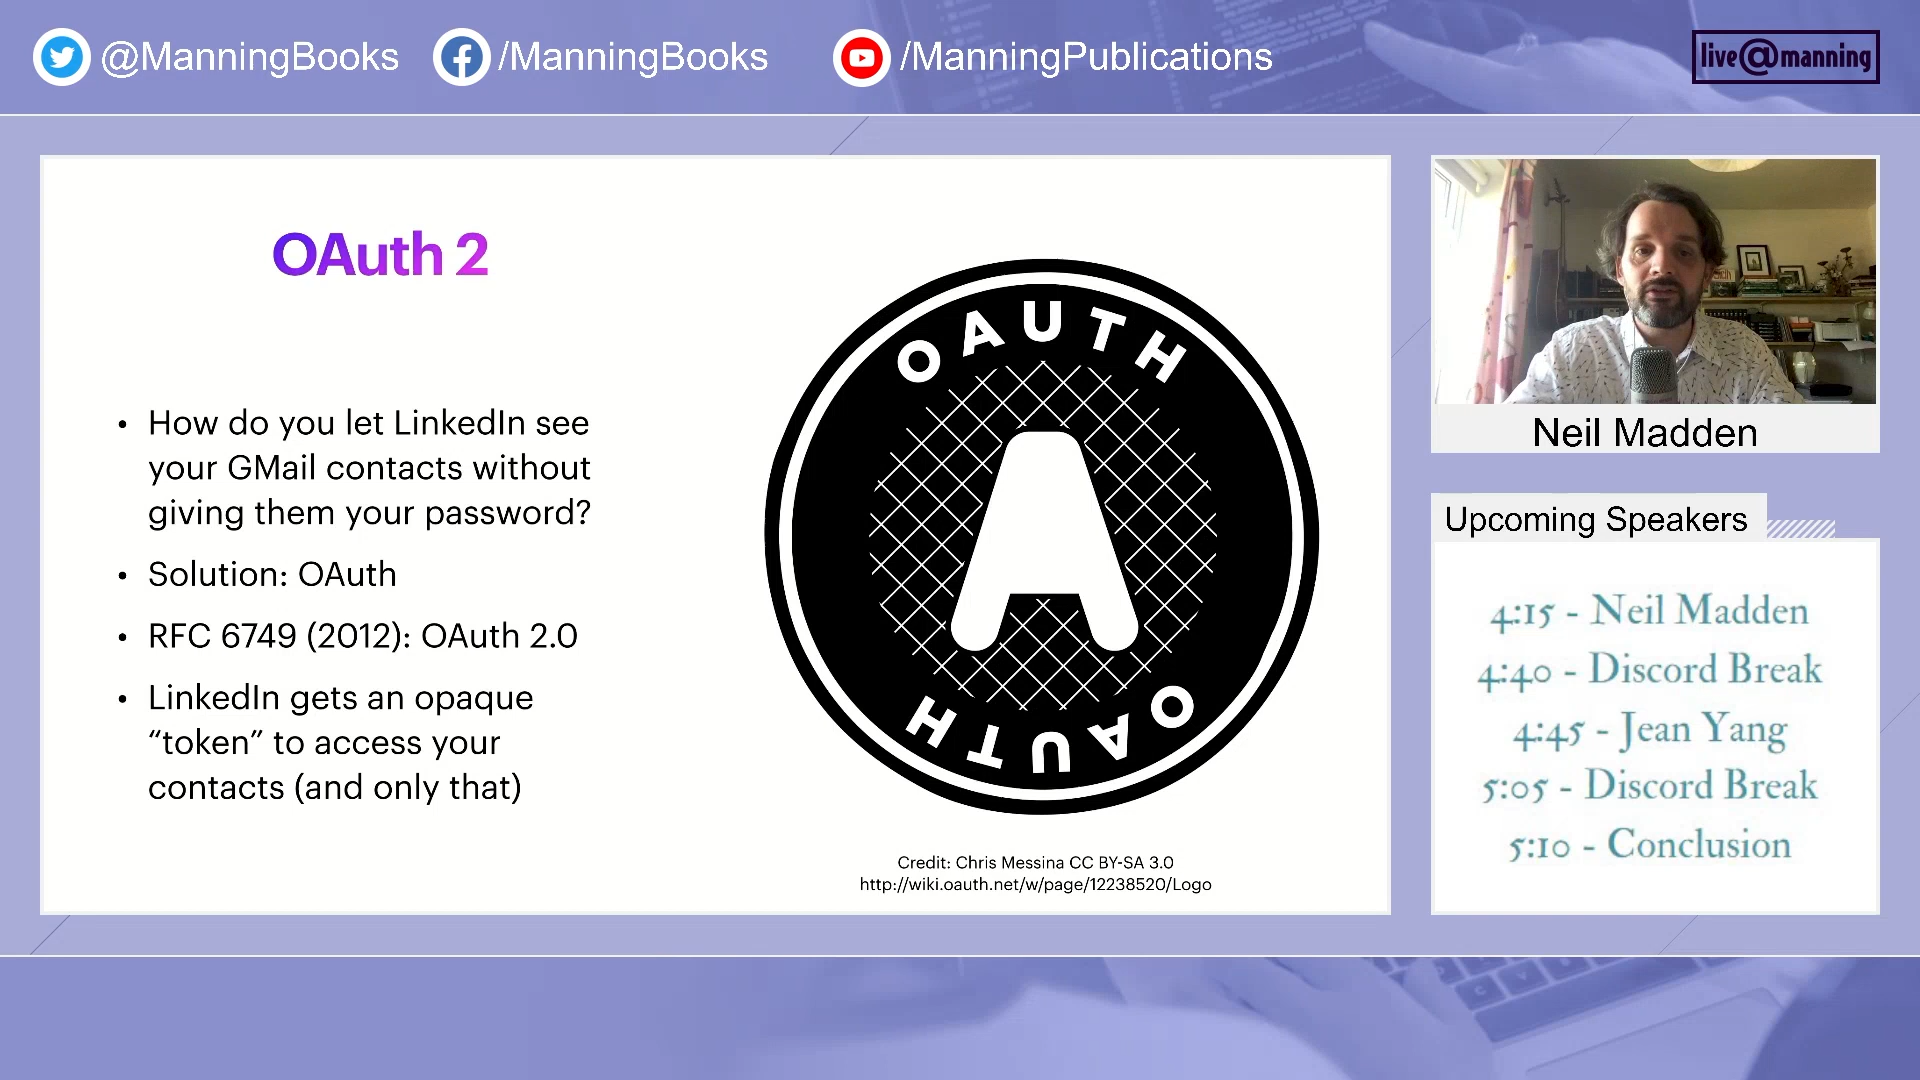 @ManningBooks
/ManningBooks
/ManningPublications
live@manning
OAuth 2
• How do you let LinkedIn see
your GMail contacts without
giving them your password?
• Solution: OAuth
• RFC 6749 (2012): OAuth 2.0
• LinkedIn gets an opaque
“token” to access your
contacts (and only that)
OAUTH
A
OAUTH
Credit: Chris Messina CC BY-SA 3.0
http://wiki.oauth.net/w/page/12238520/Logo
Neil Madden
Upcoming Speakers
4:15 - Neil Madden
4:40 - Discord Break
4:45 - Jean Yang
5:05 - Discord Break
5:10 - Conclusion